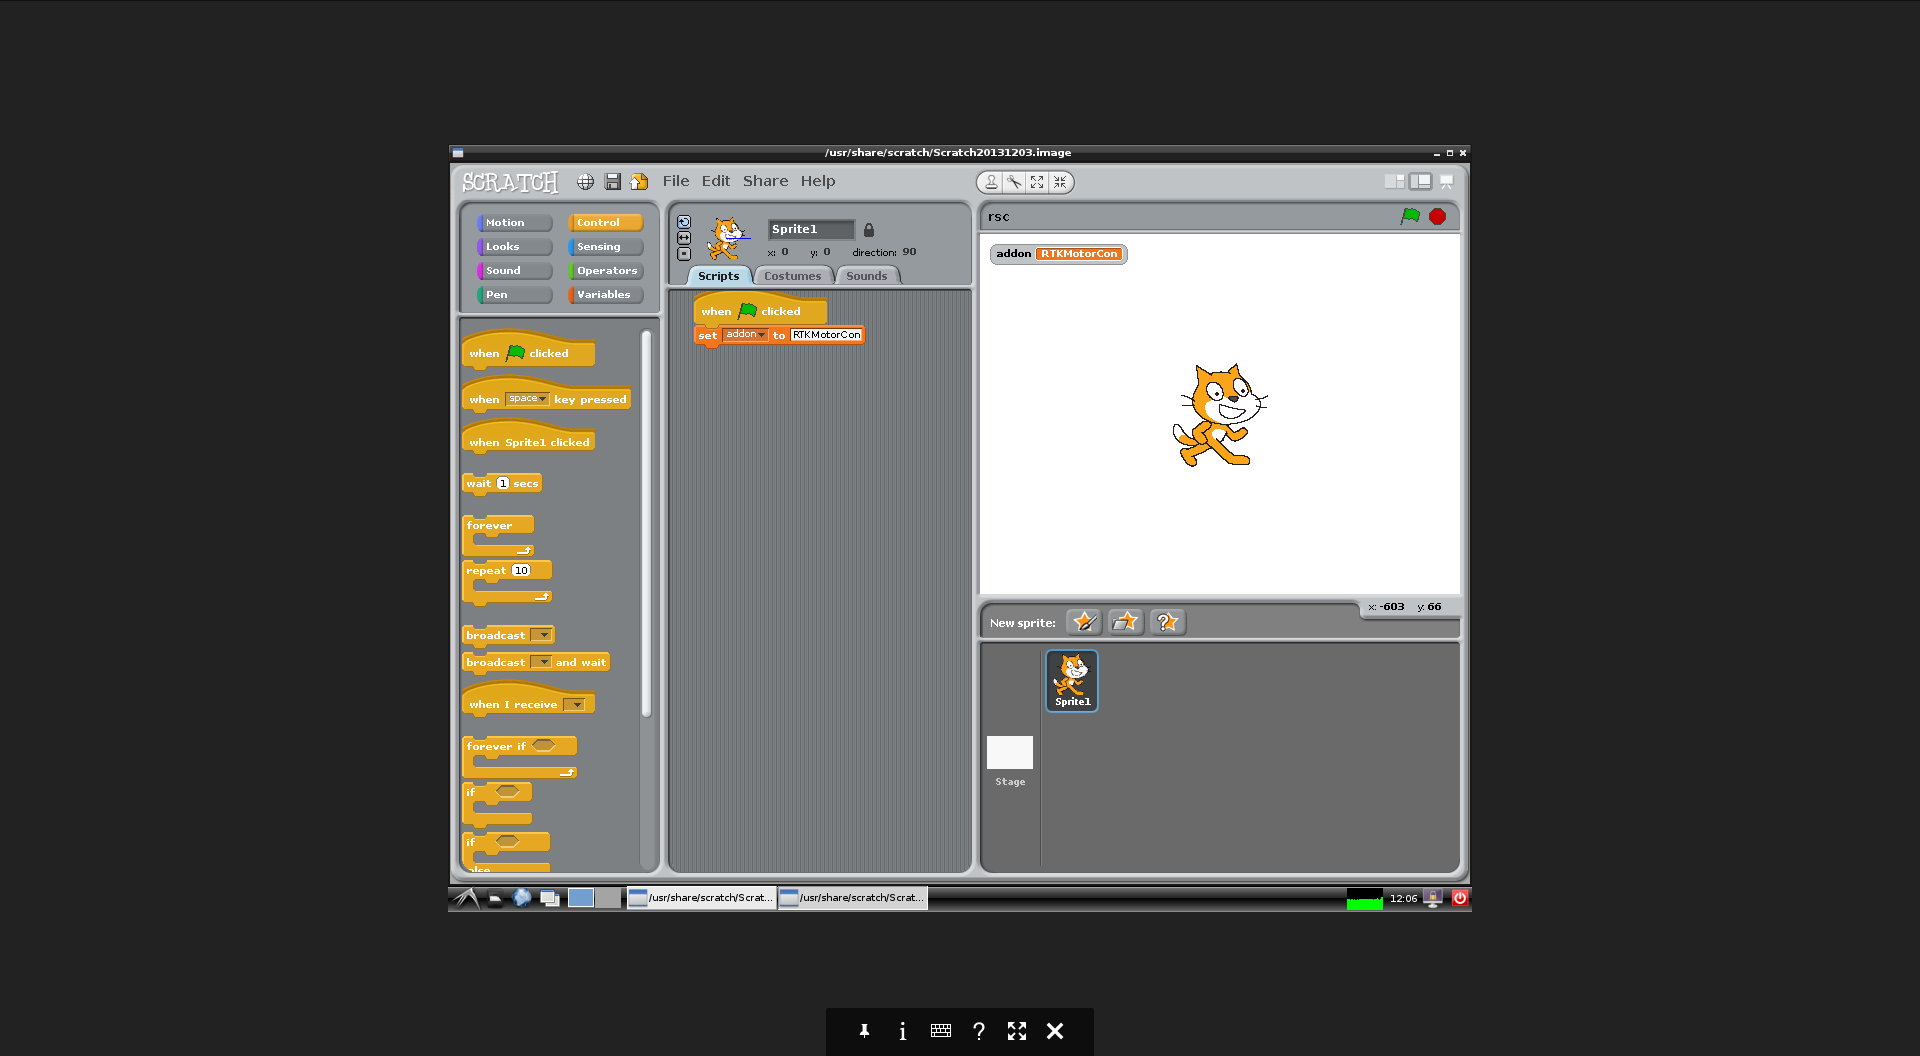 /usr/share/scratch/Scratch20131203.image
SCRATCH
File Edit Share Help
Motion Control
Looks Sensing
Sound Operators
Pen Variables
when clicked
when space key pressed
when Sprite1 clicked
wait 1 secs
forever
repeat 10
broadcast
broadcast and wait
when I receive
forever if
if
if
else
Sprite1
x: 0 y: 0 direction: 90
Scripts Costumes Sounds
when clicked
set addon to RTKMotorCon
rsc
addon RTKMotorCon
x: -603 y: 66
New sprite:
Sprite1
Stage
/usr/share/scratch/Scrat...
/usr/share/scratch/Scrat...
12:06